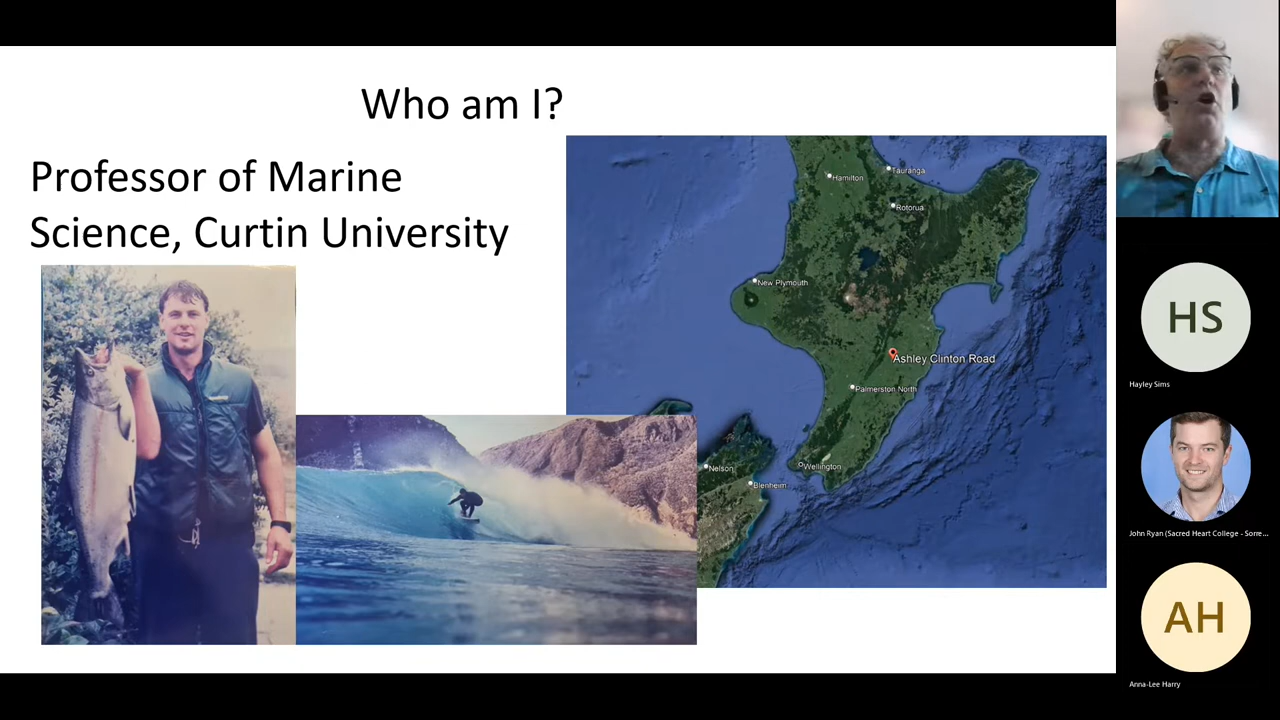 Who am I?
Professor of Marine
Science, Curtin University
Hamilton
Tauranga
Rotorua
New Plymouth
Ashley Clinton Road
Palmerston North
Nelson
Wellington
Blenheim
HS
Hayley Sims
John Ryan (Sacred Heart College - Sorre...
AH
Anna-Lee Harry